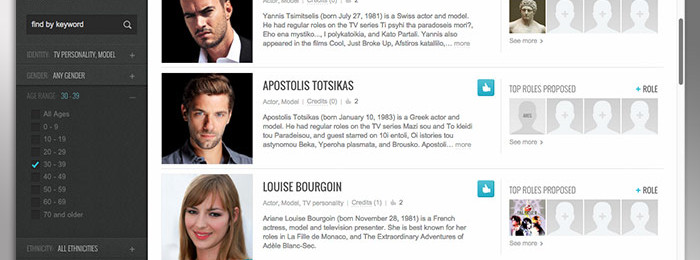 find by keyword
IDENTITY: TV PERSONALITY, MODEL +
GENDER: ANY GENDER +
AGE RANGE: 30 - 39 –
All Ages
0 - 9
10 - 19
20 - 29
30 - 39
40 - 49
50 - 59
60 - 69
70 and older
ETHNICITY: ALL ETHNICITIES +
Yannis Tsimitselis (born July 27, 1981) is a Swiss actor and
model. He had regular roles on the TV series Ti psyhi tha paradoseis mori?,
Eho ena mystiko..., I polykatoikia, and Kato Partali. Yannis also
appeared in the films Cool, Just Broke Up, Afstiros katallilo,... more
See more >
APOSTOLIS TOTSIKAS
Actor, Model | Credits (0) | 2
Apostolis Totsikas (born January 10, 1983) is a Greek actor and
model. He had regular roles on the TV series Mazi sou and To kleidi
tou Paradeisou, and guest starred on 10i entoli, Oi istories tou
astynomou Beka, Yperoha plasmata, and Brousko. Apostoli... more
TOP ROLES PROPOSED + ROLE
ARES
See more >
LOUISE BOURGOIN
Actor, Model, TV personality | Credits (1) | 2
Ariane Louise Bourgoin (born November 28, 1981) is a French
actress, model and television presenter. She is best known for her
roles in La Fille de Monaco, and The Extraordinary Adventures of
Adèle Blanc-Sec.
TOP ROLES PROPOSED + ROLE
See more >